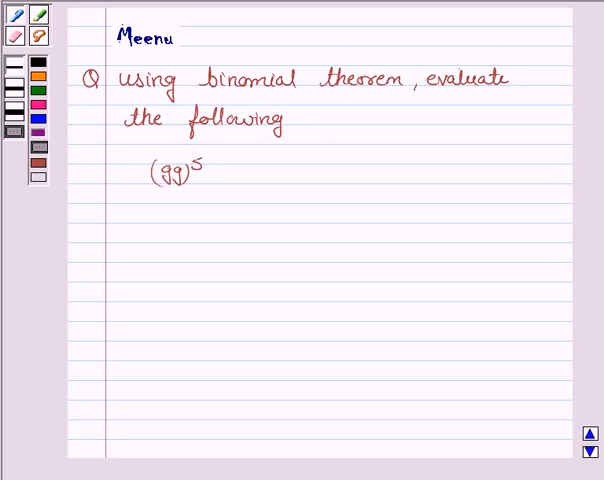 Meenu
Q using binomial theorem, evaluate
the following
(99)⁵